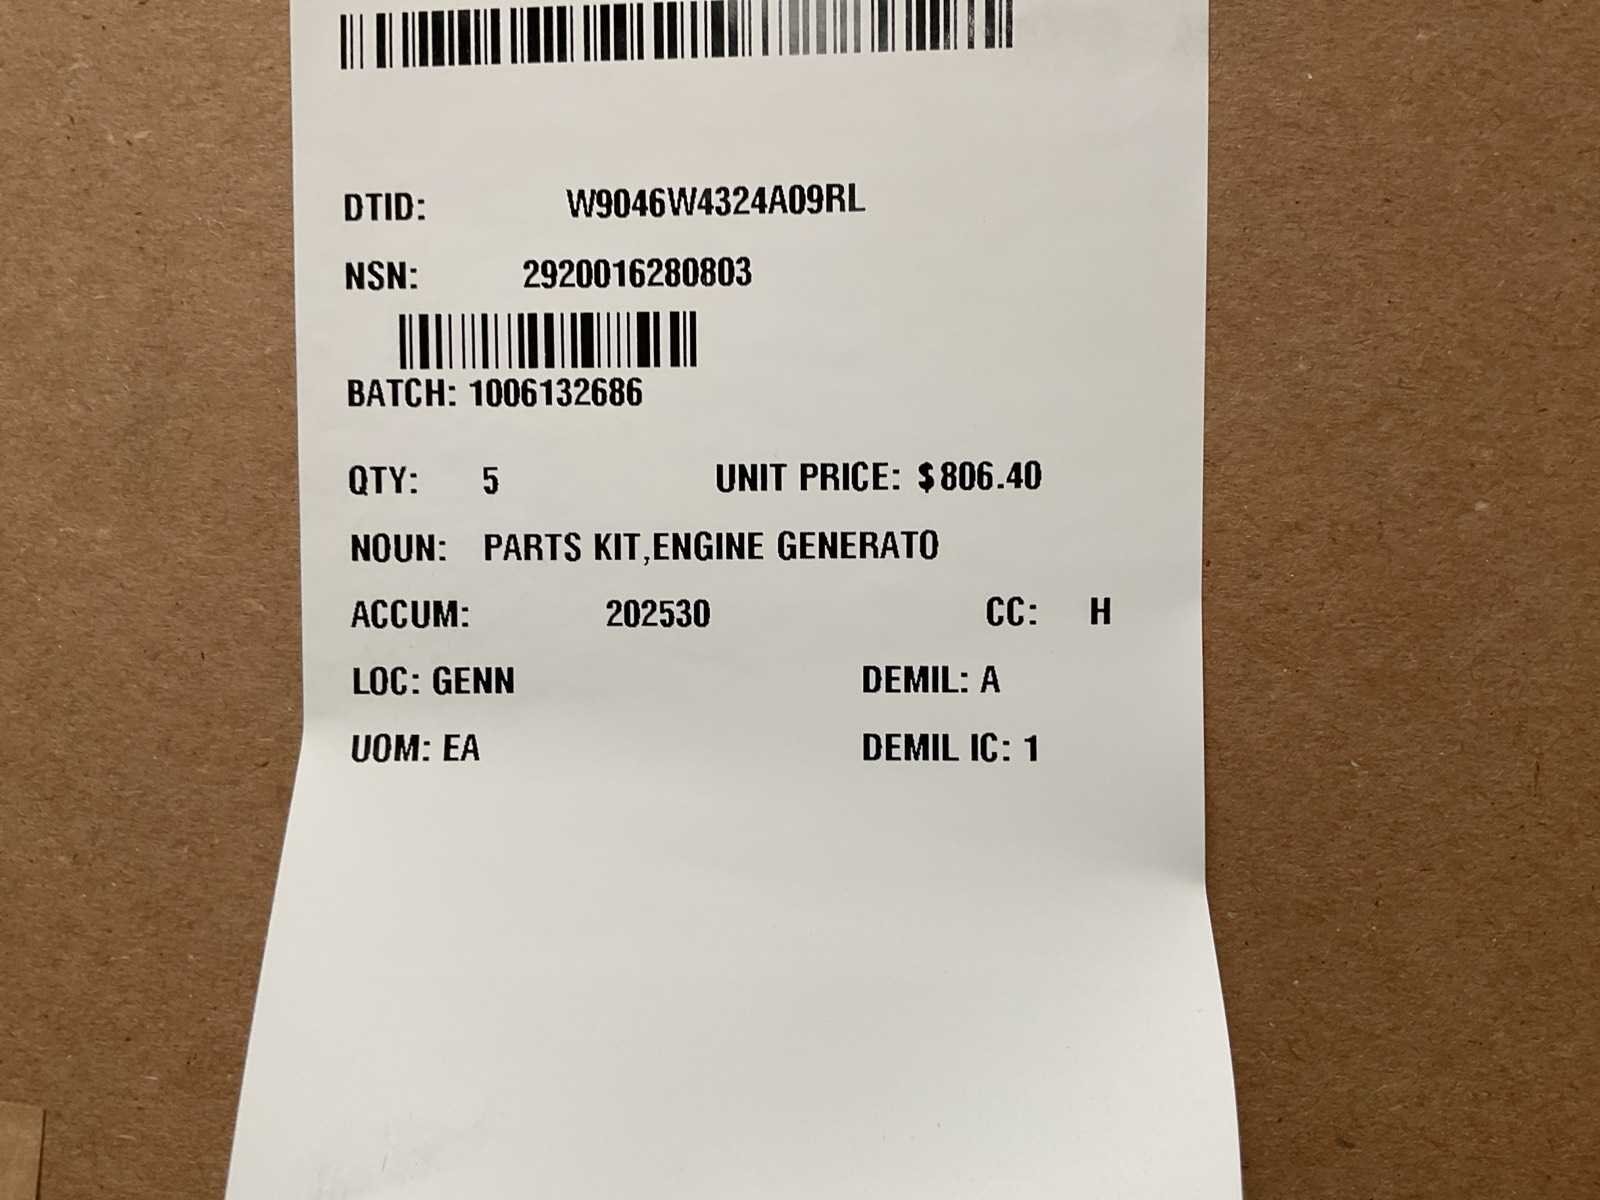 DTID: W9046W4324A09RL
NSN: 2920016280803
BATCH: 1006132686
QTY: 5 UNIT PRICE: $806.40
NOUN: PARTS KIT,ENGINE GENERATO
ACCUM: 202530 CC: H
LOC: GENN DEMIL: A
UOM: EA DEMIL IC: 1